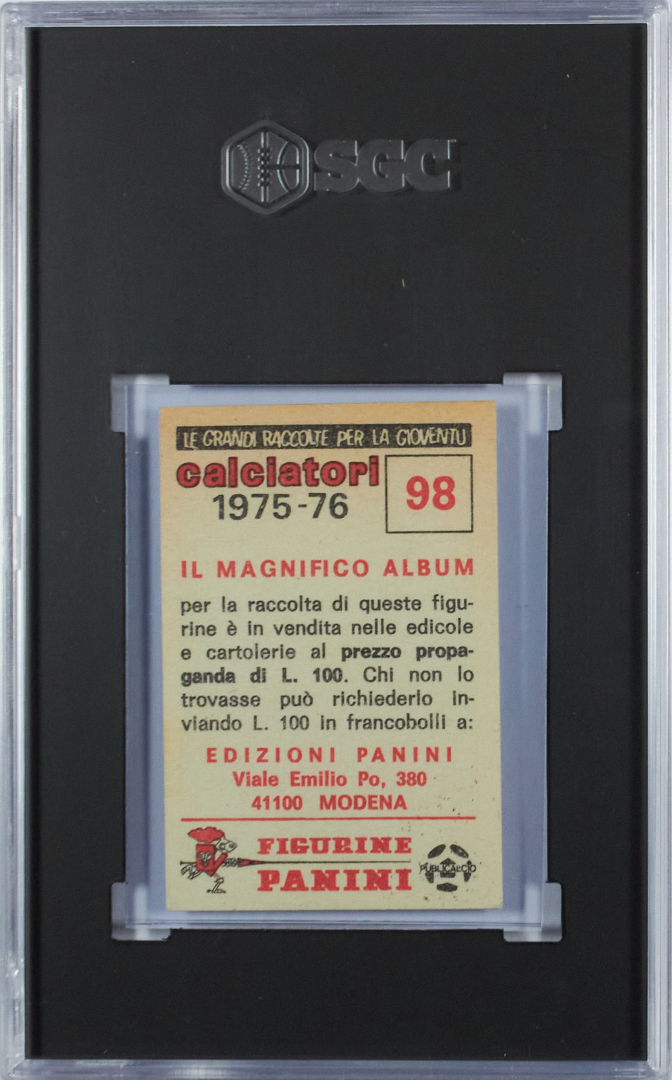 SGC
LE GRANDI RACCOLTE PER LA GIOVENTU
calciatori
1975-76
98
IL MAGNIFICO ALBUM
per la raccolta di queste figu-
rine è in vendita nelle edicole
e cartolerie al prezzo propa-
ganda di L. 100. Chi non lo
trovasse può richiederlo in-
viando L. 100 in francobolli a:
EDIZIONI PANINI
Viale Emilio Po, 380
41100 MODENA
FIGURINE
PANINI
PUBLICALCIO